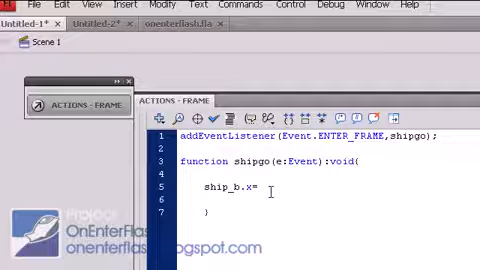 Fl File Edit View Insert Modify Text Commands Control Debug Window Help
Untitled-1* × Untitled-2* × onenterflash.fla ×
Scene 1
ACTIONS - FRAME
ACTIONS - FRAME
1 addEventListener(Event.ENTER_FRAME,shipgo);
2
3 function shipgo(e:Event):void{
4
5 ship_b.x=
6
7 }
Project
OnEnterFlash
onenterflash.blogspot.com